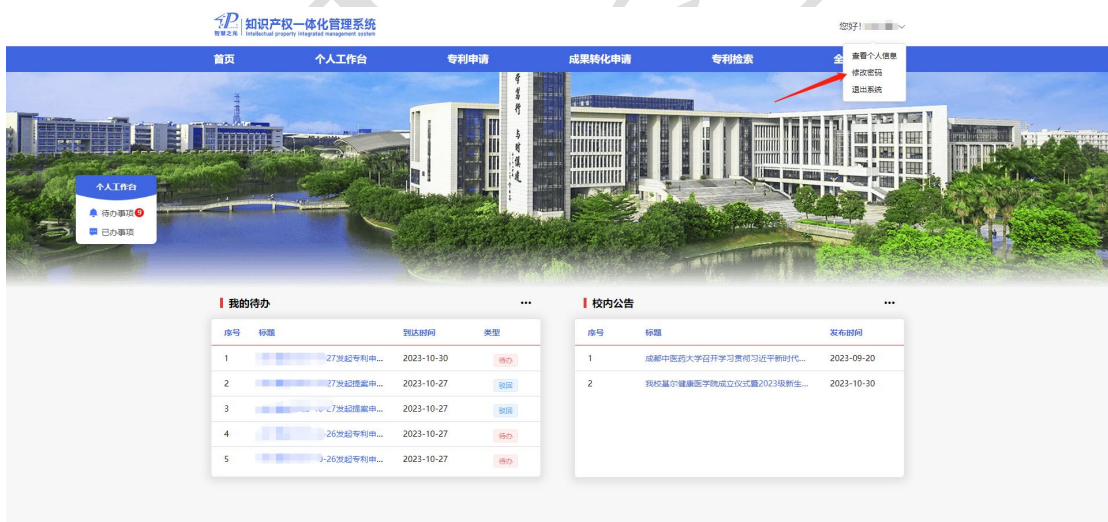 知识产权一体化管理系统
智慧之光 Intellectual property integrated management system
您好!
首页 个人工作台 专利申请 成果转化申请 专利检索 全
查看个人信息
修改密码
退出系统
个人工作台
待办事项 9
已办事项
我的待办 •••
序号 标题 到达时间 类型
1 27发起专利申... 2023-10-30 待办
2 27发起提案申... 2023-10-27 驳回
3 27发起提案申... 2023-10-27 驳回
4 -26发起专利申... 2023-10-27 待办
5 -26发起专利申... 2023-10-27 待办
校内公告 •••
序号 标题 发布时间
1 成都中医药大学召开学习贯彻习近平新时代... 2023-09-20
2 我校基尔健康医学院成立仪式暨2023级新生... 2023-10-30